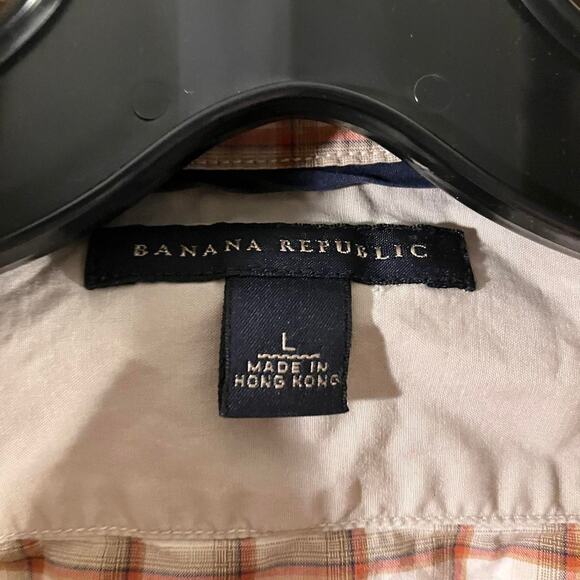 BANANA REPUBLIC
L
MADE IN
HONG KONG